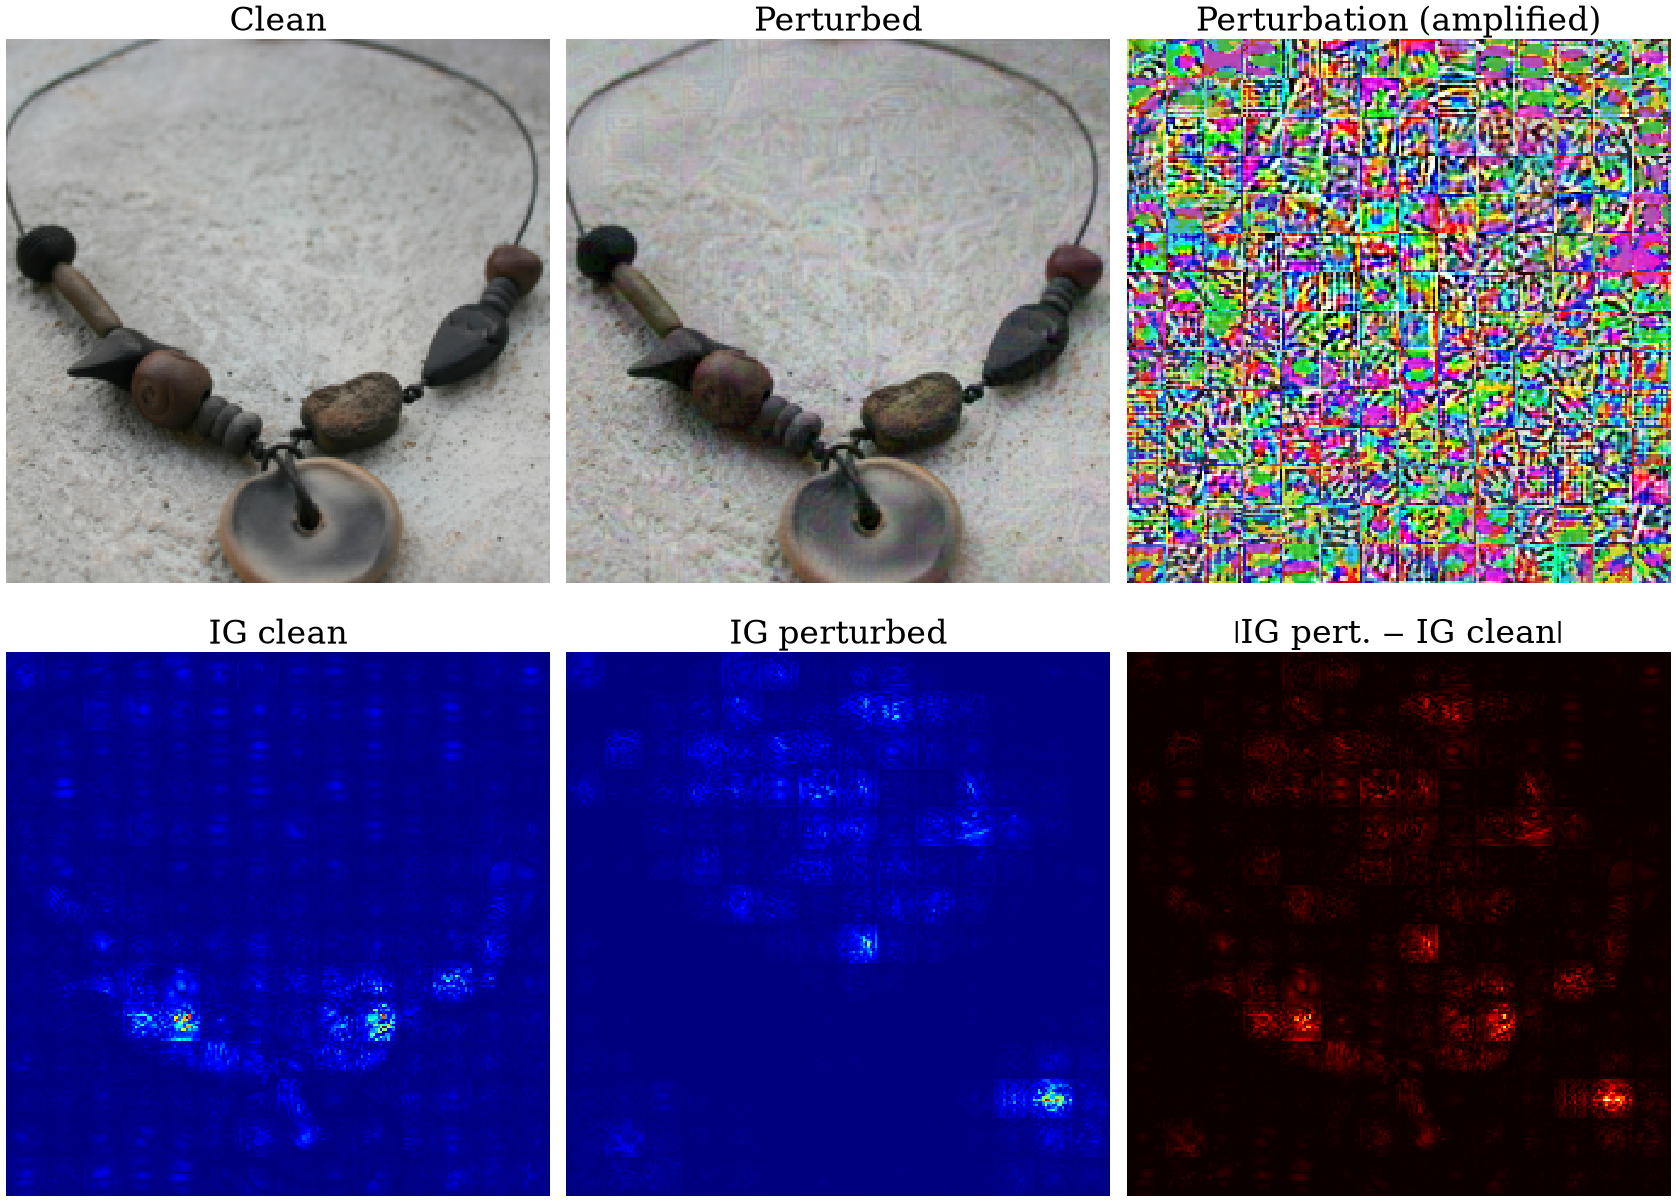 Clean
Perturbed
Perturbation (amplified)
IG clean
IG perturbed
|IG pert. − IG clean|